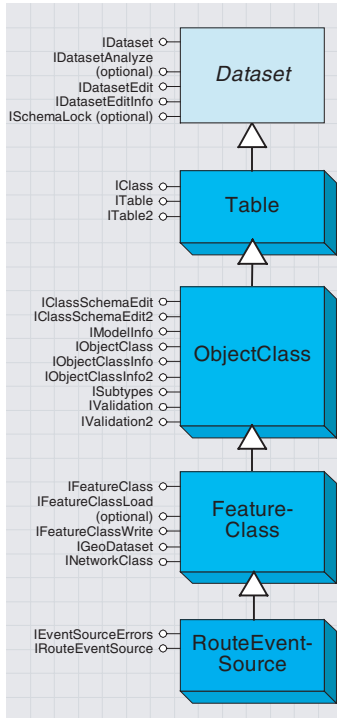 IDataset
IDatasetAnalyze
(optional)
IDatasetEdit
IDatasetEditInfo
ISchemaLock (optional)
Dataset
IClass
ITable
ITable2
Table
IClassSchemaEdit
IClassSchemaEdit2
IModelInfo
IObjectClass
IObjectClassInfo
IObjectClassInfo2
ISubtypes
IValidation
IValidation2
ObjectClass
IFeatureClass
IFeatureClassLoad
(optional)
IFeatureClassWrite
IGeoDataset
INetworkClass
Feature-
Class
IEventSourceErrors
IRouteEventSource
RouteEvent-
Source